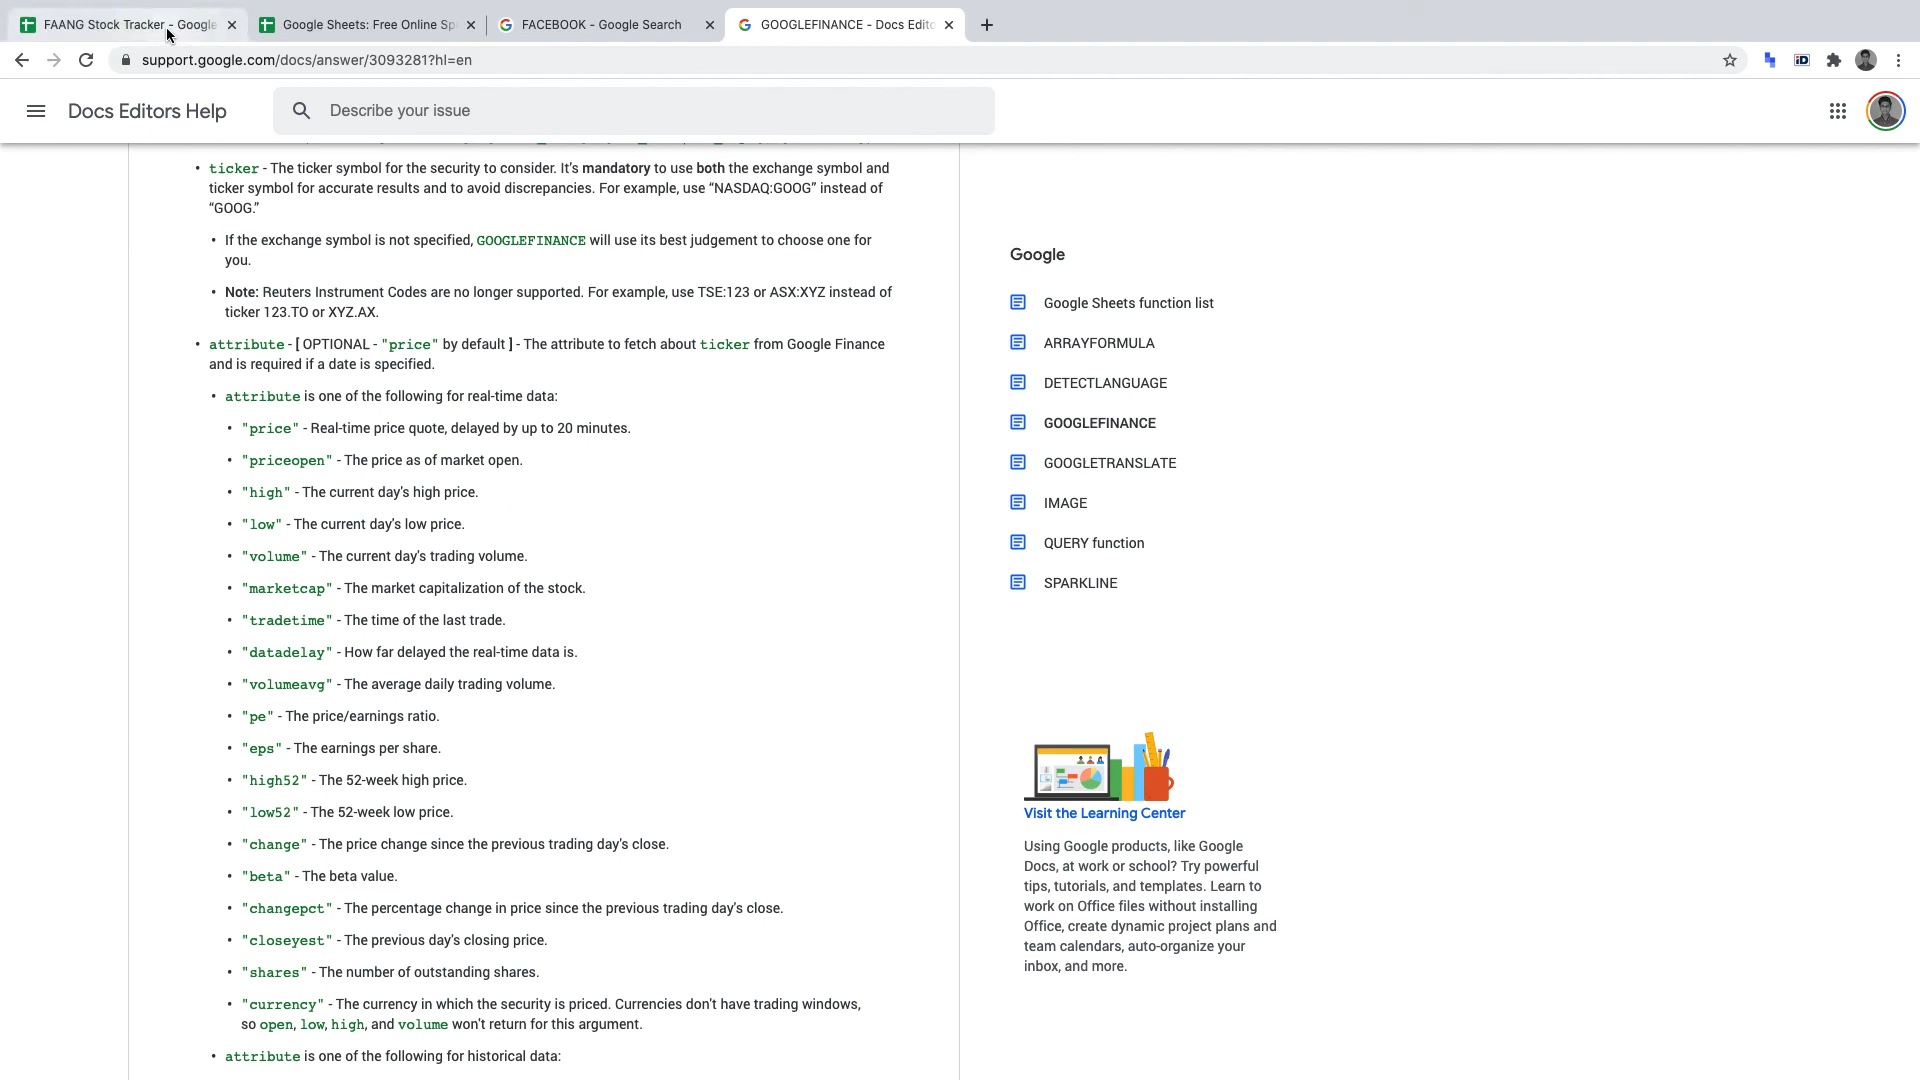 FAANG Stock Tracker - Google
Google Sheets: Free Online Sp
FACEBOOK - Google Search
GOOGLEFINANCE - Docs Edito
support.google.com/docs/answer/3093281?hl=en
Docs Editors Help
Describe your issue
• ticker - The ticker symbol for the security to consider. It's mandatory to use both the exchange symbol and
ticker symbol for accurate results and to avoid discrepancies. For example, use “NASDAQ:GOOG” instead of
“GOOG.”
• If the exchange symbol is not specified, GOOGLEFINANCE will use its best judgement to choose one for
you.
• Note: Reuters Instrument Codes are no longer supported. For example, use TSE:123 or ASX:XYZ instead of
ticker 123.TO or XYZ.AX.
• attribute - [ OPTIONAL - "price" by default ] - The attribute to fetch about ticker from Google Finance
and is required if a date is specified.
• attribute is one of the following for real-time data:
• "price" - Real-time price quote, delayed by up to 20 minutes.
• "priceopen" - The price as of market open.
• "high" - The current day's high price.
• "low" - The current day's low price.
• "volume" - The current day's trading volume.
• "marketcap" - The market capitalization of the stock.
• "tradetime" - The time of the last trade.
• "datadelay" - How far delayed the real-time data is.
• "volumeavg" - The average daily trading volume.
• "pe" - The price/earnings ratio.
• "eps" - The earnings per share.
• "high52" - The 52-week high price.
• "low52" - The 52-week low price.
• "change" - The price change since the previous trading day's close.
• "beta" - The beta value.
• "changepct" - The percentage change in price since the previous trading day's close.
• "closeyest" - The previous day's closing price.
• "shares" - The number of outstanding shares.
• "currency" - The currency in which the security is priced. Currencies don't have trading windows,
so open, low, high, and volume won't return for this argument.
• attribute is one of the following for historical data:
Google
Google Sheets function list
ARRAYFORMULA
DETECTLANGUAGE
GOOGLEFINANCE
GOOGLETRANSLATE
IMAGE
QUERY function
SPARKLINE
Visit the Learning Center
Using Google products, like Google
Docs, at work or school? Try powerful
tips, tutorials, and templates. Learn to
work on Office files without installing
Office, create dynamic project plans and
team calendars, auto-organize your
inbox, and more.